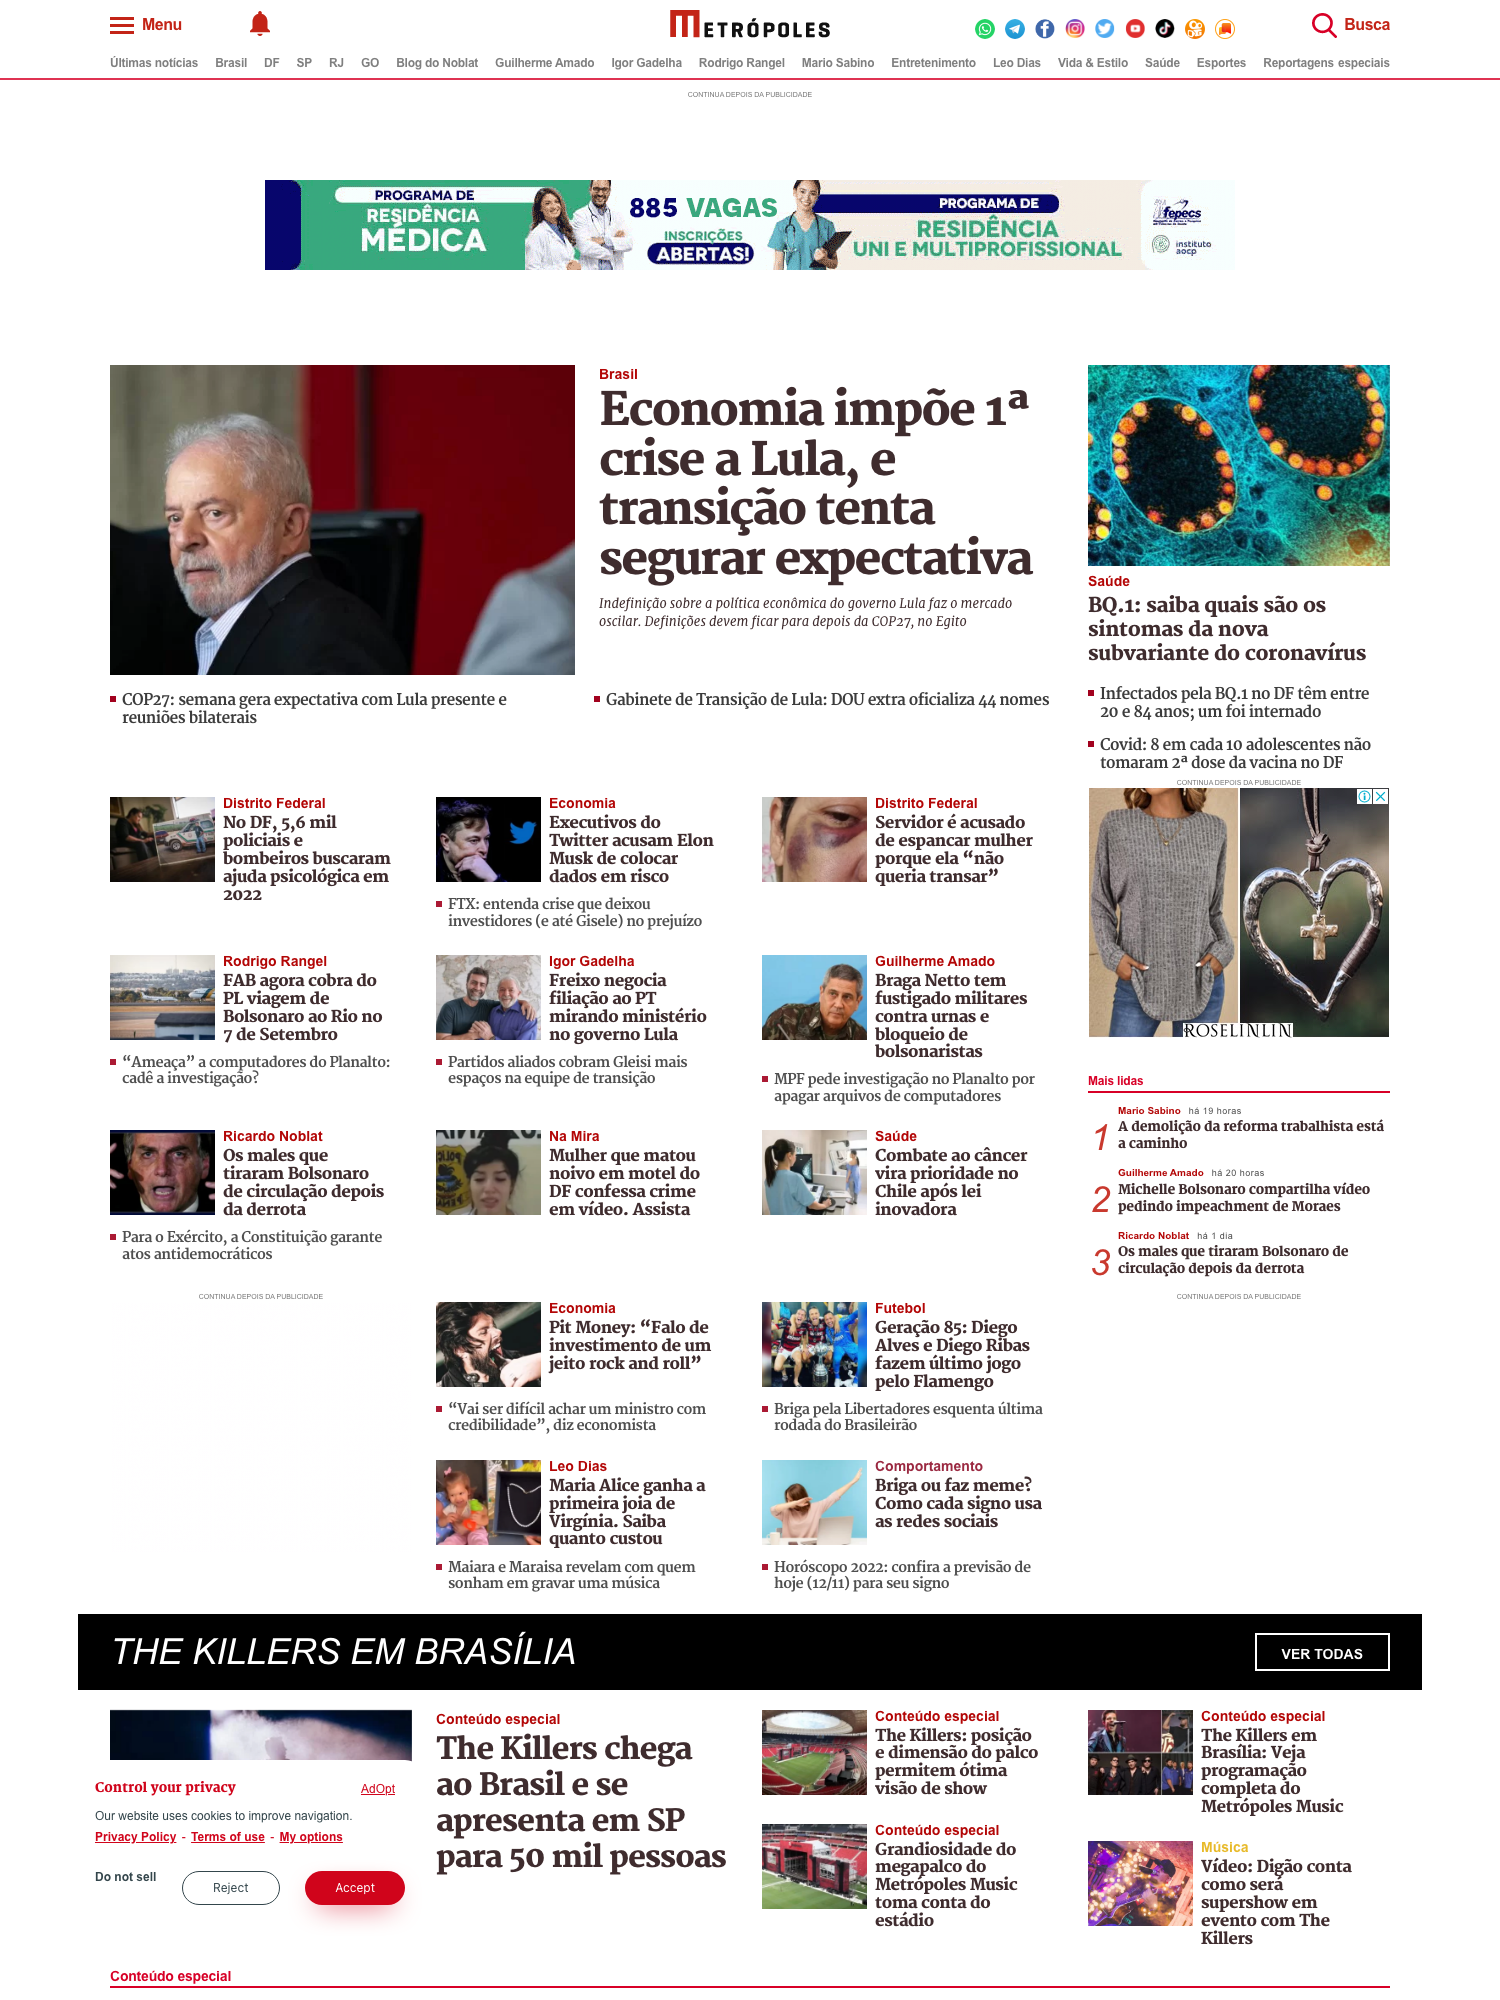 Menu
METRÓPOLES
Busca
Últimas notícias Brasil DF SP RJ GO Blog do Noblat Guilherme Amado Igor Gadelha Rodrigo Rangel Mario Sabino Entretenimento Leo Dias Vida & Estilo Saúde Esportes Reportagens especiais
CONTINUA DEPOIS DA PUBLICIDADE
PROGRAMA DE
RESIDÊNCIA
MÉDICA
885 VAGAS
INSCRIÇÕES
ABERTAS!
PROGRAMA DE
RESIDÊNCIA
UNI E MULTIPROFISSIONAL
fepecs
instituto
aocp
Brasil
Economia impõe 1ª
crise a Lula, e
transição tenta
segurar expectativa
Indefinição sobre a política econômica do governo Lula faz o mercado
oscilar. Definições devem ficar para depois da COP27, no Egito
COP27: semana gera expectativa com Lula presente e
reuniões bilaterais
Gabinete de Transição de Lula: DOU extra oficializa 44 nomes
Saúde
BQ.1: saiba quais são os
sintomas da nova
subvariante do coronavírus
Infectados pela BQ.1 no DF têm entre
20 e 84 anos; um foi internado
Covid: 8 em cada 10 adolescentes não
tomaram 2ª dose da vacina no DF
CONTINUA DEPOIS DA PUBLICIDADE
ROSELINLIN
Distrito Federal
No DF, 5,6 mil
policiais e
bombeiros buscaram
ajuda psicológica em
2022
Economia
Executivos do
Twitter acusam Elon
Musk de colocar
dados em risco
FTX: entenda crise que deixou
investidores (e até Gisele) no prejuízo
Distrito Federal
Servidor é acusado
de espancar mulher
porque ela “não
queria transar”
Rodrigo Rangel
FAB agora cobra do
PL viagem de
Bolsonaro ao Rio no
7 de Setembro
“Ameaça” a computadores do Planalto:
cadê a investigação?
Igor Gadelha
Freixo negocia
filiação ao PT
mirando ministério
no governo Lula
Partidos aliados cobram Gleisi mais
espaços na equipe de transição
Guilherme Amado
Braga Netto tem
fustigado militares
contra urnas e
bloqueio de
bolsonaristas
MPF pede investigação no Planalto por
apagar arquivos de computadores
Mais lidas
1
Mario Sabino há 19 horas
A demolição da reforma trabalhista está
a caminho
2
Guilherme Amado há 20 horas
Michelle Bolsonaro compartilha vídeo
pedindo impeachment de Moraes
3
Ricardo Noblat há 1 dia
Os males que tiraram Bolsonaro de
circulação depois da derrota
CONTINUA DEPOIS DA PUBLICIDADE
Ricardo Noblat
Os males que
tiraram Bolsonaro
de circulação depois
da derrota
Para o Exército, a Constituição garante
atos antidemocráticos
Na Mira
Mulher que matou
noivo em motel do
DF confessa crime
em vídeo. Assista
Saúde
Combate ao câncer
vira prioridade no
Chile após lei
inovadora
CONTINUA DEPOIS DA PUBLICIDADE
Economia
Pit Money: “Falo de
investimento de um
jeito rock and roll”
“Vai ser difícil achar um ministro com
credibilidade”, diz economista
Futebol
Geração 85: Diego
Alves e Diego Ribas
fazem último jogo
pelo Flamengo
Briga pela Libertadores esquenta última
rodada do Brasileirão
Leo Dias
Maria Alice ganha a
primeira joia de
Virgínia. Saiba
quanto custou
Maiara e Maraisa revelam com quem
sonham em gravar uma música
Comportamento
Briga ou faz meme?
Como cada signo usa
as redes sociais
Horóscopo 2022: confira a previsão de
hoje (12/11) para seu signo
THE KILLERS EM BRASÍLIA
VER TODAS
Conteúdo especial
The Killers chega
ao Brasil e se
apresenta em SP
para 50 mil pessoas
Conteúdo especial
The Killers: posição
e dimensão do palco
permitem ótima
visão de show
Conteúdo especial
Grandiosidade do
megapalco do
Metrópoles Music
toma conta do
estádio
Conteúdo especial
The Killers em
Brasília: Veja
programação
completa do
Metrópoles Music
Música
Vídeo: Digão conta
como será
supershow em
evento com The
Killers
Control your privacy
AdOpt
Our website uses cookies to improve navigation.
Privacy Policy - Terms of use - My options
Do not sell
Reject
Accept
Conteúdo especial